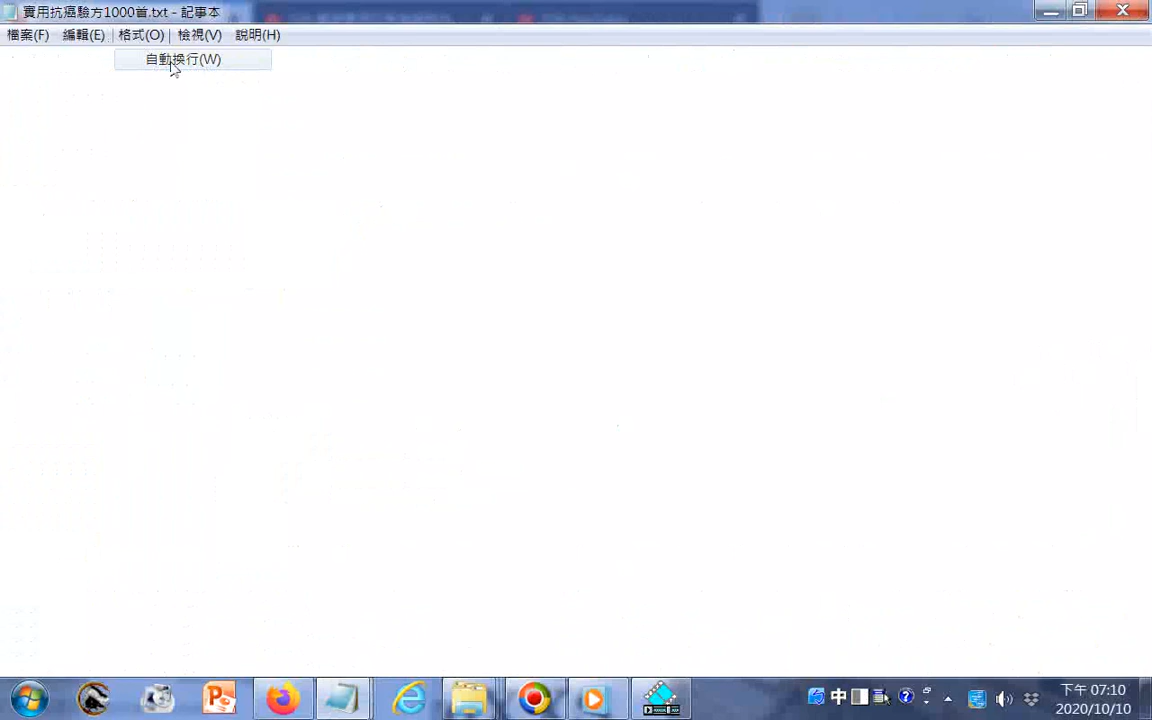 實用抗癌驗方1000首.txt - 記事本
檔案(F) 編輯(E) 格式(O) 檢視(V) 說明(H)
自動換行(W)
中
下午 07:10
2020/10/10